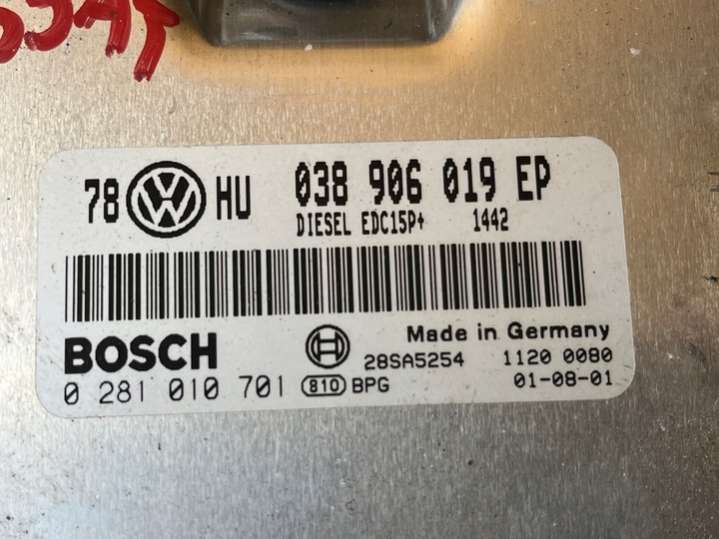 78 VW HU 038 906 019 EP
DIESEL EDC15P+ 1442
BOSCH
Made in Germany
28SA5254 1120 0080
0 281 010 701 810 BPG 01-08-01